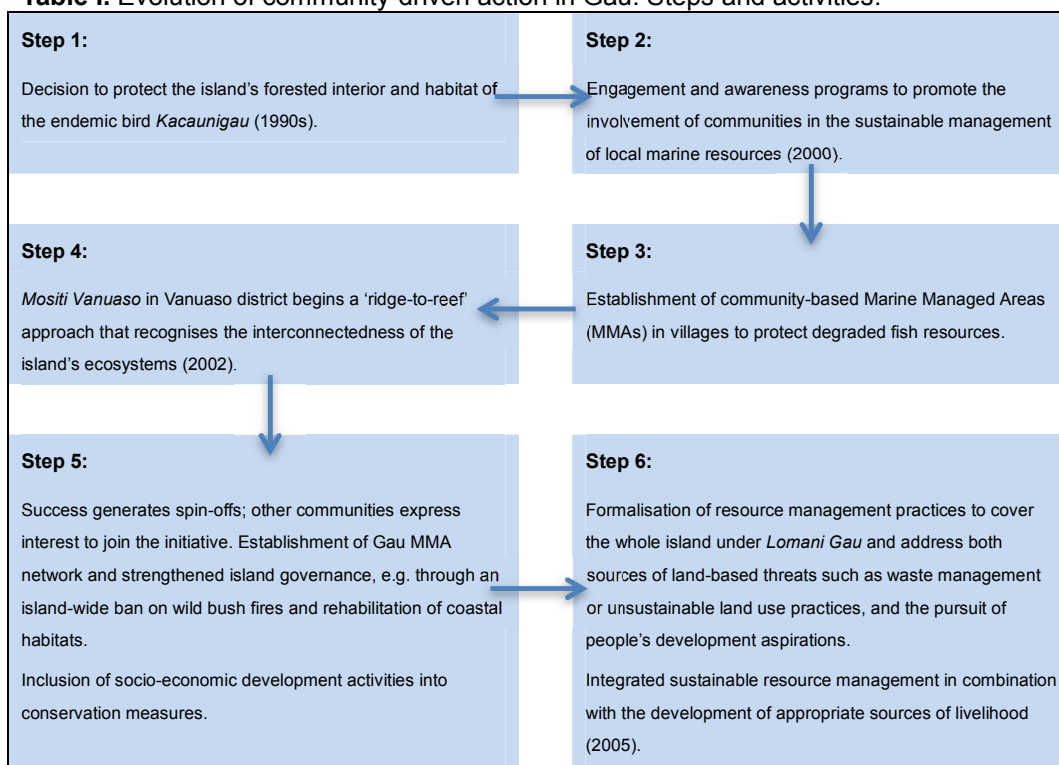 Table I. Evolution of community-driven action in Gau: Steps and activities.
Step 1:
Decision to protect the island's forested interior and habitat of
the endemic bird Kacaunigau (1990s).
Step 2:
Engagement and awareness programs to promote the
involvement of communities in the sustainable management
of local marine resources (2000).
Step 3:
Establishment of community-based Marine Managed Areas
(MMAs) in villages to protect degraded fish resources.
Step 4:
Mositi Vanuaso in Vanuaso district begins a 'ridge-to-reef'
approach that recognises the interconnectedness of the
island's ecosystems (2002).
Step 5:
Success generates spin-offs; other communities express
interest to join the initiative. Establishment of Gau MMA
network and strengthened island governance, e.g. through an
island-wide ban on wild bush fires and rehabilitation of coastal
habitats.
Inclusion of socio-economic development activities into
conservation measures.
Step 6:
Formalisation of resource management practices to cover
the whole island under Lomani Gau and address both
sources of land-based threats such as waste management
or unsustainable land use practices, and the pursuit of
people's development aspirations.
Integrated sustainable resource management in combination
with the development of appropriate sources of livelihood
(2005).